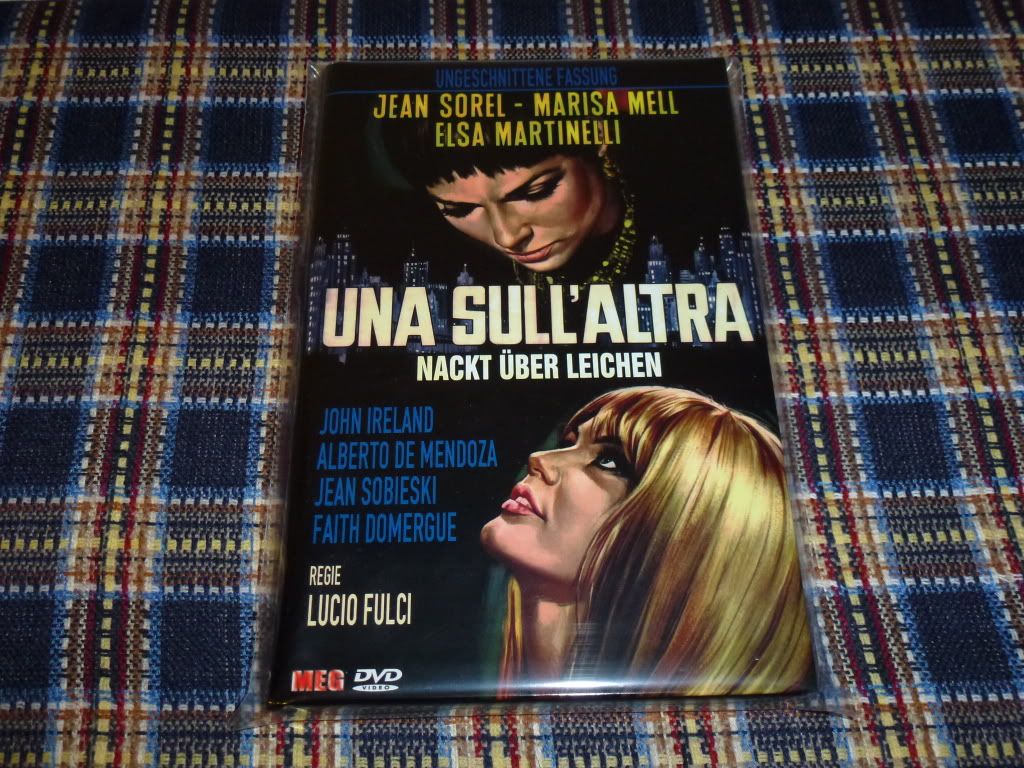 UNGESCHNITTENE FASSUNG
JEAN SOREL - MARISA MELL
ELSA MARTINELLI
UNA SULL'ALTRA
NACKT ÜBER LEICHEN
JOHN IRELAND
ALBERTO DE MENDOZA
JEAN SOBIESKI
FAITH DOMERGUE
REGIE
LUCIO FULCI
MEG DVD
VIDEO